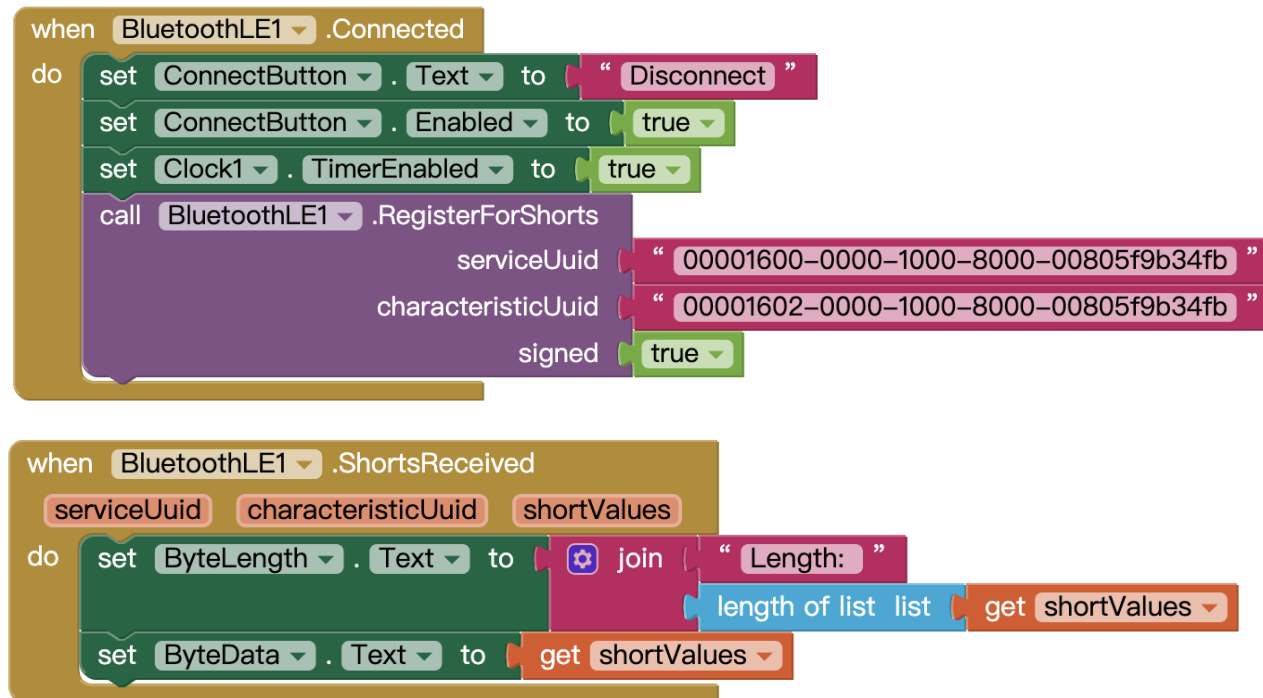 when BluetoothLE1 .Connected
do set ConnectButton . Text to “ Disconnect ”
set ConnectButton . Enabled to true
set Clock1 . TimerEnabled to true
call BluetoothLE1 .RegisterForShorts
serviceUuid “ 00001600-0000-1000-8000-00805f9b34fb ”
characteristicUuid “ 00001602-0000-1000-8000-00805f9b34fb ”
signed true
when BluetoothLE1 .ShortsReceived
serviceUuid characteristicUuid shortValues
do set ByteLength . Text to join “ Length: ”
length of list list get shortValues
set ByteData . Text to get shortValues